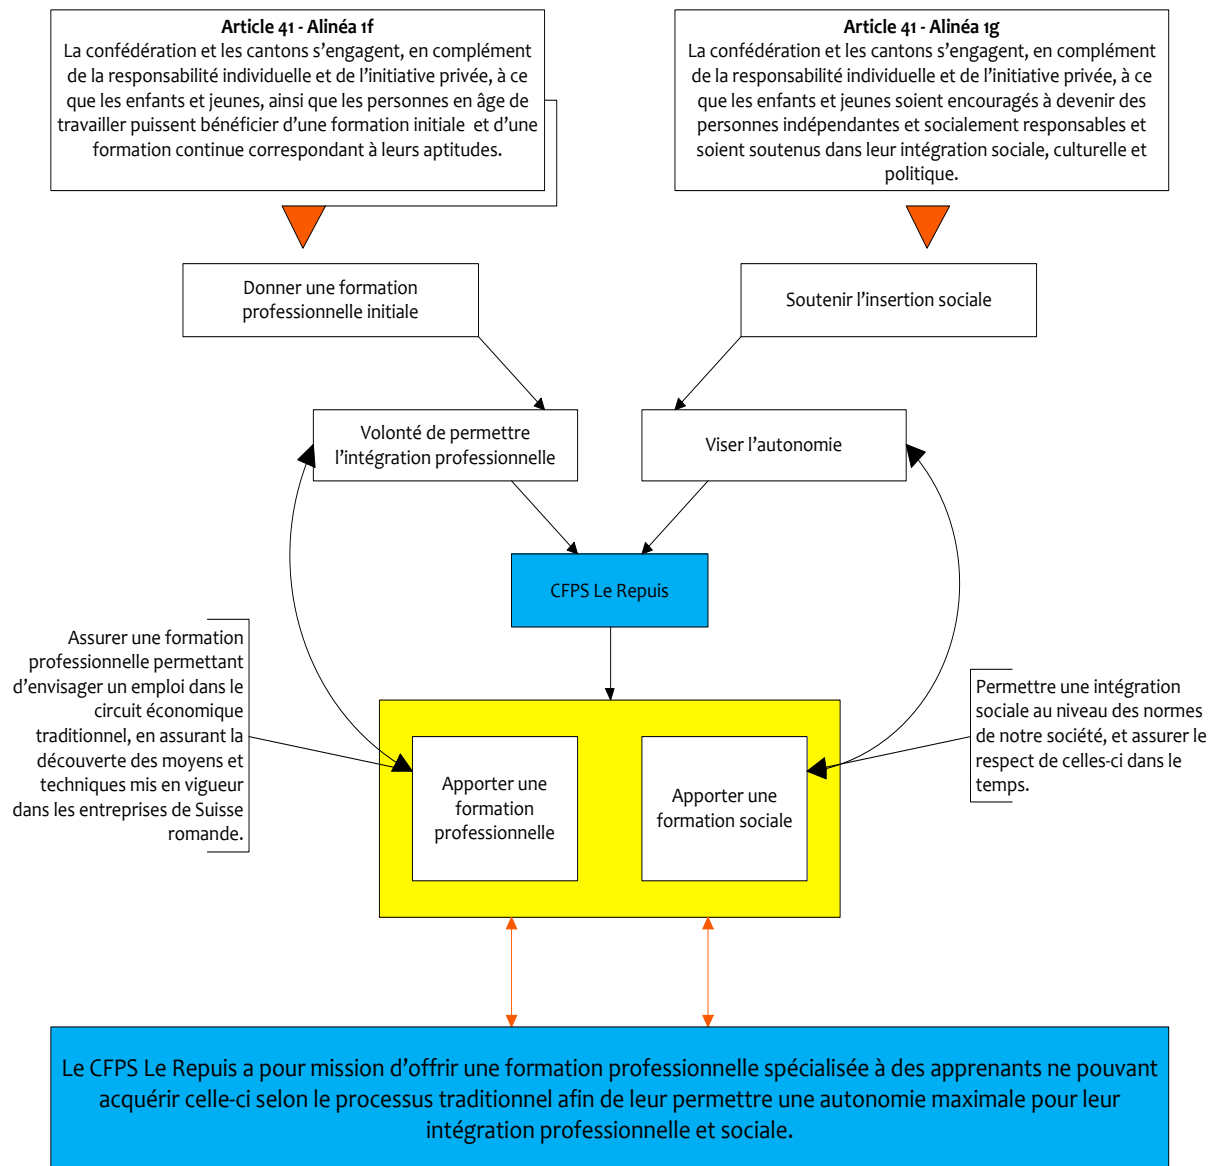 Article 41 - Alinéa 1f
La confédération et les cantons s’engagent, en complément
de la responsabilité individuelle et de l’initiative privée, à ce
que les enfants et jeunes, ainsi que les personnes en âge de
travailler puissent bénéficier d’une formation initiale et d’une
formation continue correspondant à leurs aptitudes.
Article 41 - Alinéa 1g
La confédération et les cantons s’engagent, en complément
de la responsabilité individuelle et de l’initiative privée, à ce
que les enfants et jeunes soient encouragés à devenir des
personnes indépendantes et socialement responsables et
soient soutenus dans leur intégration sociale, culturelle et
politique.
Donner une formation
professionnelle initiale
Soutenir l’insertion sociale
Volonté de permettre
l’intégration professionnelle
Viser l’autonomie
CFPS Le Repuis
Assurer une formation
professionnelle permettant
d’envisager un emploi dans le
circuit économique
traditionnel, en assurant la
découverte des moyens et
techniques mis en vigueur
dans les entreprises de Suisse
romande.
Permettre une intégration
sociale au niveau des normes
de notre société, et assurer le
respect de celles-ci dans le
temps.
Apporter une
formation
professionnelle
Apporter une
formation sociale
Le CFPS Le Repuis a pour mission d’offrir une formation professionnelle spécialisée à des apprenants ne pouvant
acquérir celle-ci selon le processus traditionnel afin de leur permettre une autonomie maximale pour leur
intégration professionnelle et sociale.